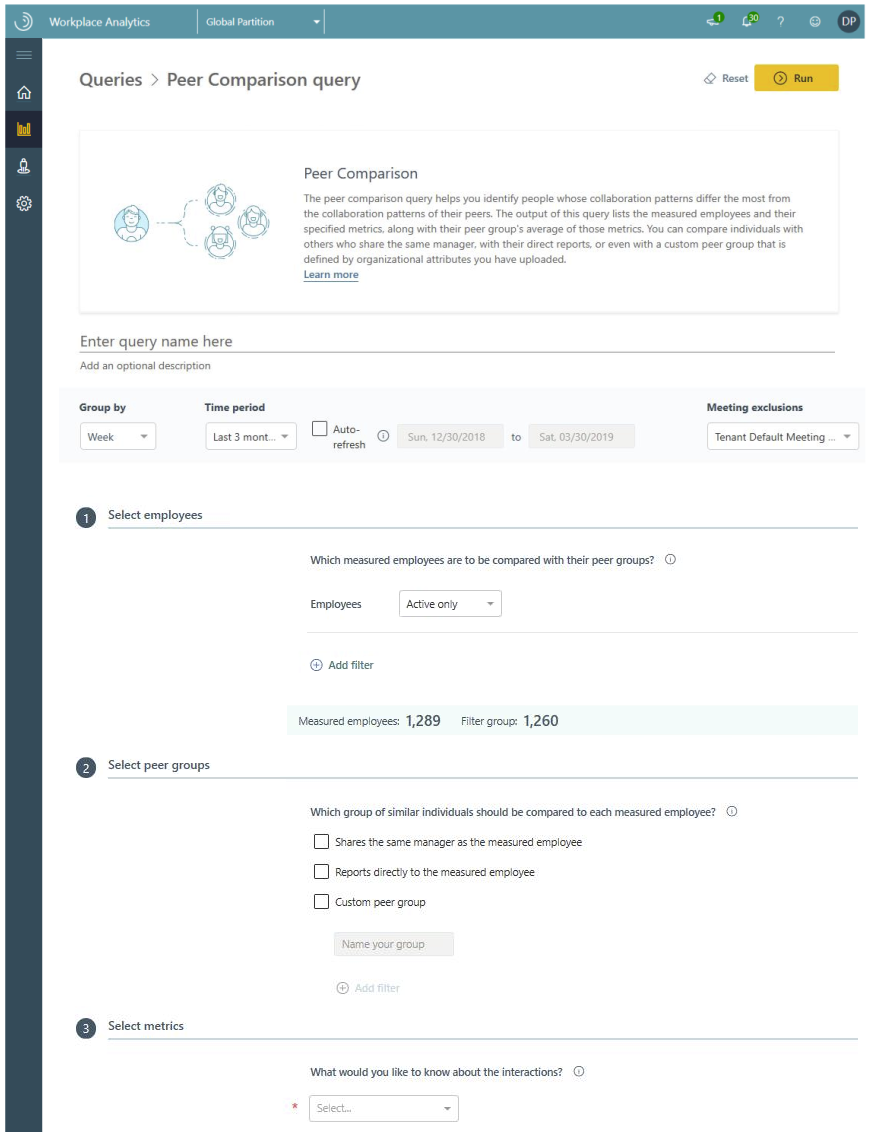 Workplace Analytics
Global Partition
1
30
?
DP
Queries > Peer Comparison query
Reset
Run
Peer Comparison
The peer comparison query helps you identify people whose collaboration patterns differ the most from
the collaboration patterns of their peers. The output of this query lists the measured employees and their
specified metrics, along with their peer group's average of those metrics. You can compare individuals with
others who share the same manager, with their direct reports, or even with a custom peer group that is
defined by organizational attributes you have uploaded.
Learn more
Enter query name here
Add an optional description
Group by
Time period
Meeting exclusions
Week
Last 3 mont...
Auto-
refresh
Sun, 12/30/2018
to
Sat, 03/30/2019
Tenant Default Meeting ...
1
Select employees
Which measured employees are to be compared with their peer groups?
Employees
Active only
Add filter
Measured employees: 1,289 Filter group: 1,260
2
Select peer groups
Which group of similar individuals should be compared to each measured employee?
Shares the same manager as the measured employee
Reports directly to the measured employee
Custom peer group
Name your group
Add filter
3
Select metrics
What would you like to know about the interactions?
* Select...